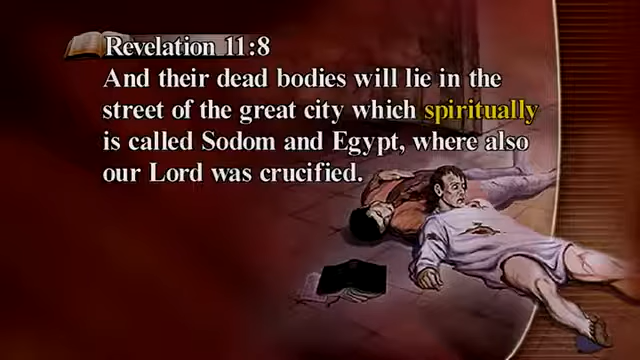 Revelation 11:8
And their dead bodies will lie in the
street of the great city which spiritually
is called Sodom and Egypt, where also
our Lord was crucified.